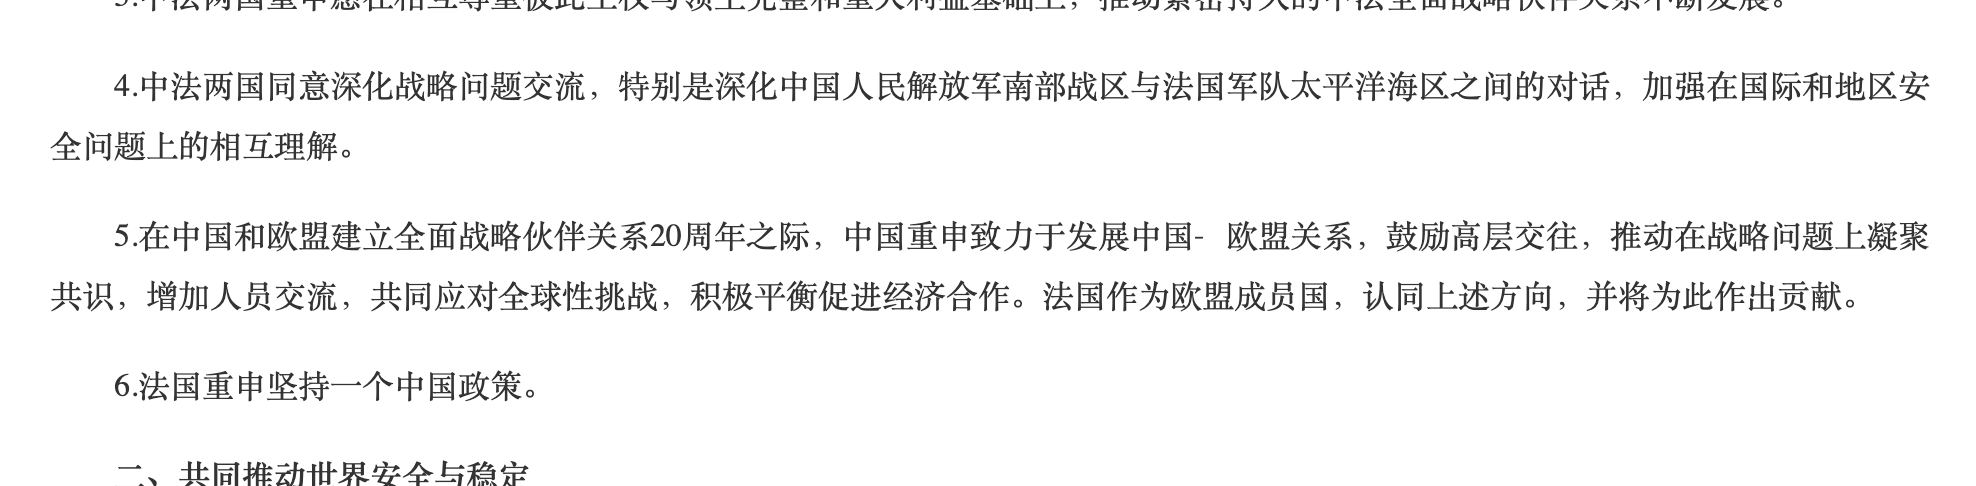 3.中法两国重申愿在相互尊重彼此主权与领土完整和重大利益基础上，推动紧密持久的中法全面战略伙伴关系不断发展。
4.中法两国同意深化战略问题交流，特别是深化中国人民解放军南部战区与法国军队太平洋海区之间的对话，加强在国际和地区安
全问题上的相互理解。
5.在中国和欧盟建立全面战略伙伴关系20周年之际，中国重申致力于发展中国- 欧盟关系，鼓励高层交往，推动在战略问题上凝聚
共识，增加人员交流，共同应对全球性挑战，积极平衡促进经济合作。法国作为欧盟成员国，认同上述方向，并将为此作出贡献。
6.法国重申坚持一个中国政策。
二、共同推动世界安全与稳定